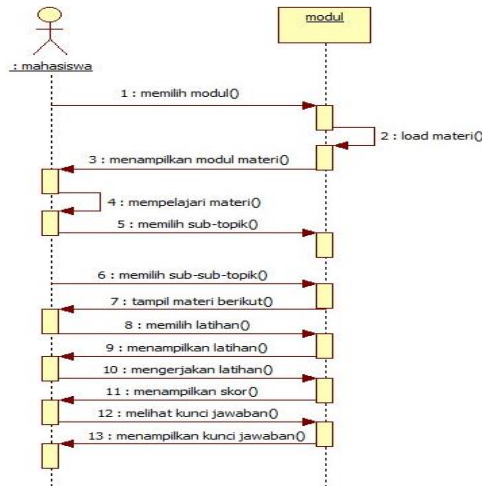 modul
: mahasiswa
1 : memilih modul()
2 : load materi()
3 : menampilkan modul materi()
4 : mempelajari materi()
5 : memilih sub-topik()
6 : memilih sub-sub-topik()
7 : tampil materi berikut()
8 : memilih latihan()
9 : menampilkan latihan()
10 : mengerjakan latihan()
11 : menampilkan skor()
12 : melihat kunci jawaban()
13 : menampilkan kunci jawaban()